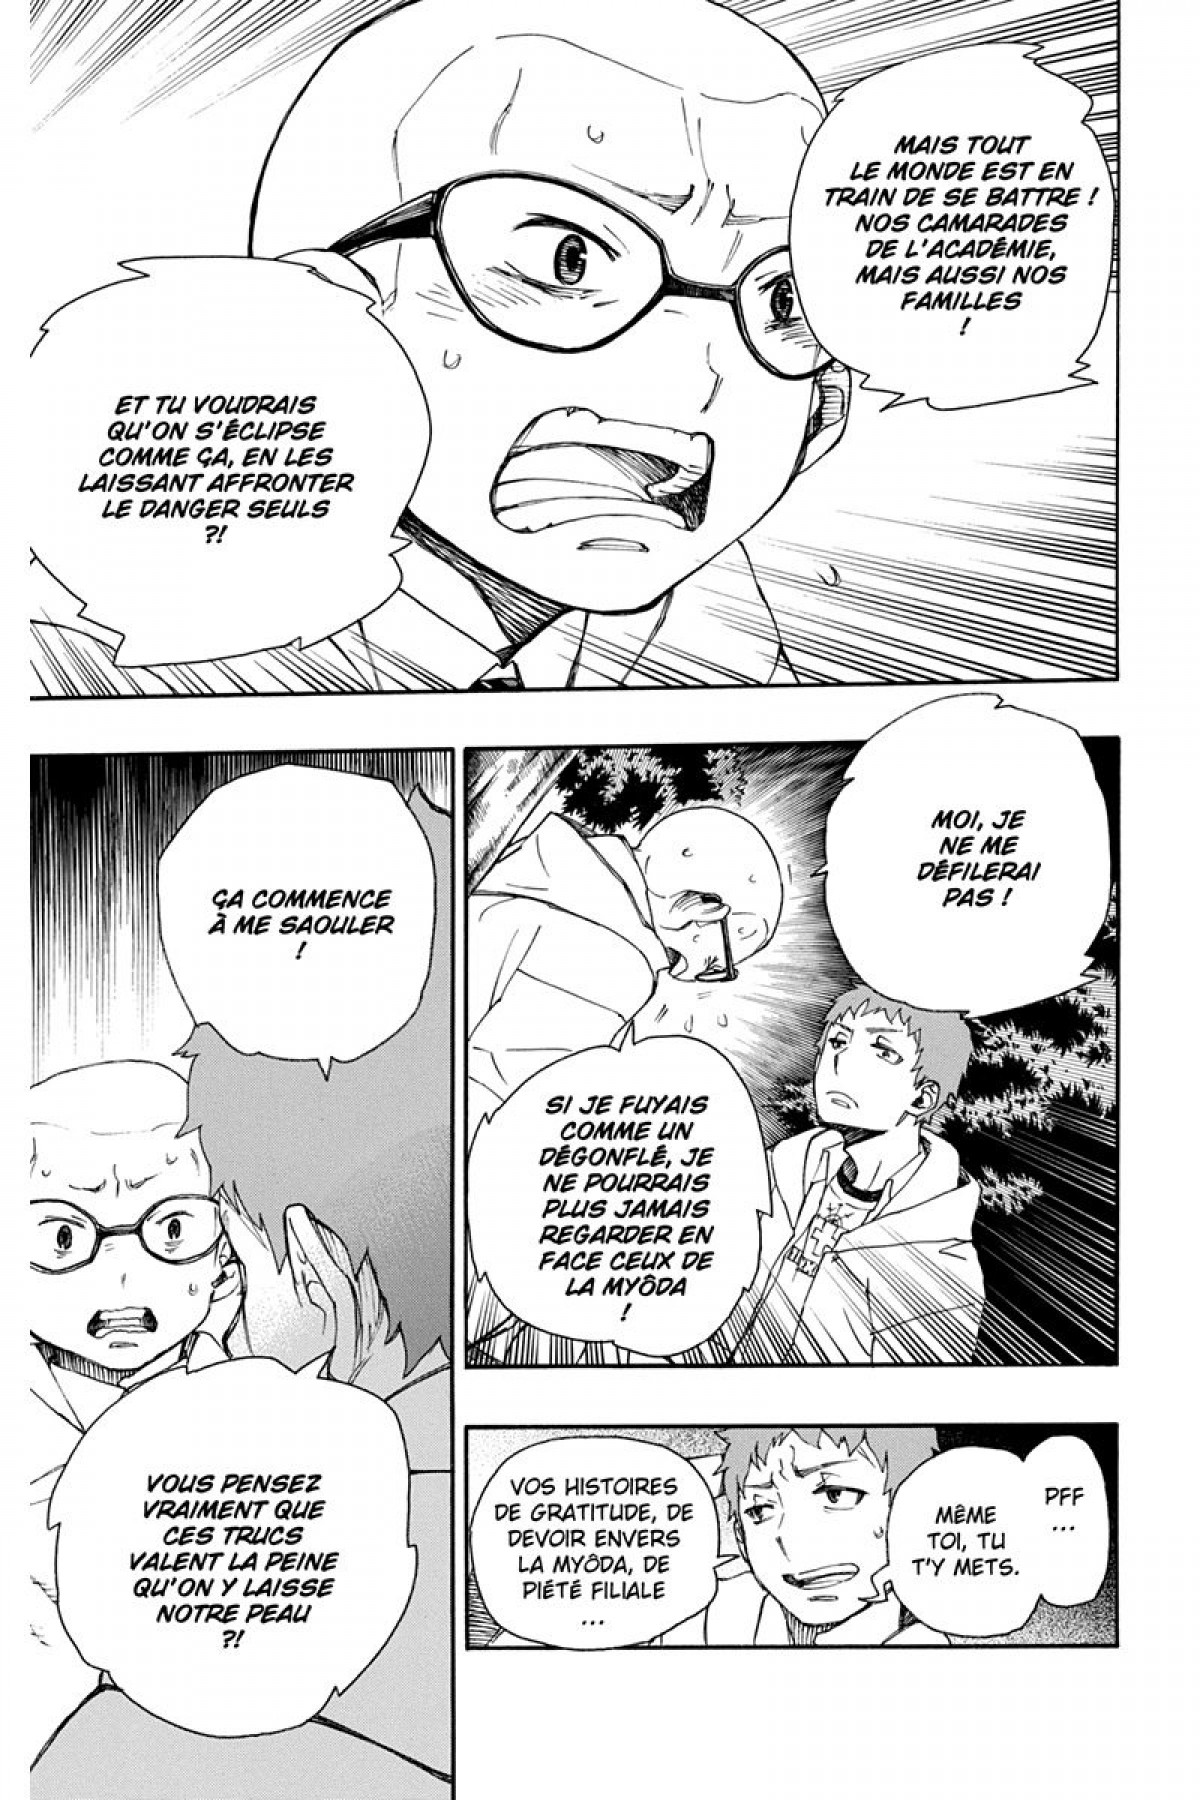 MAIS TOUT
LE MONDE EST EN
TRAIN DE SE BATTRE !
NOS CAMARADES
DE L'ACADÉMIE,
MAIS AUSSI NOS
FAMILLES
!
ET TU VOUDRAIS
QU'ON S'ÉCLIPSE
COMME ÇA, EN LES
LAISSANT AFFRONTER
LE DANGER SEULS
?!
MOI, JE
NE ME
DÉFILERAI
PAS !
SI JE FUYAIS
COMME UN
DÉGONFLÉ, JE
NE POURRAIS
PLUS JAMAIS
REGARDER EN
FACE CEUX DE
LA MYÔDA
!
PFF
...
MÊME
TOI, TU
T'Y METS.
VOS HISTOIRES
DE GRATITUDE, DE
DEVOIR ENVERS
LA MYÔDA, DE
PIÉTÉ FILIALE
...
ÇA COMMENCE
À ME SAOULER
!
VOUS PENSEZ
VRAIMENT QUE
CES TRUCS
VALENT LA PEINE
QU'ON Y LAISSE
NOTRE PEAU
?!